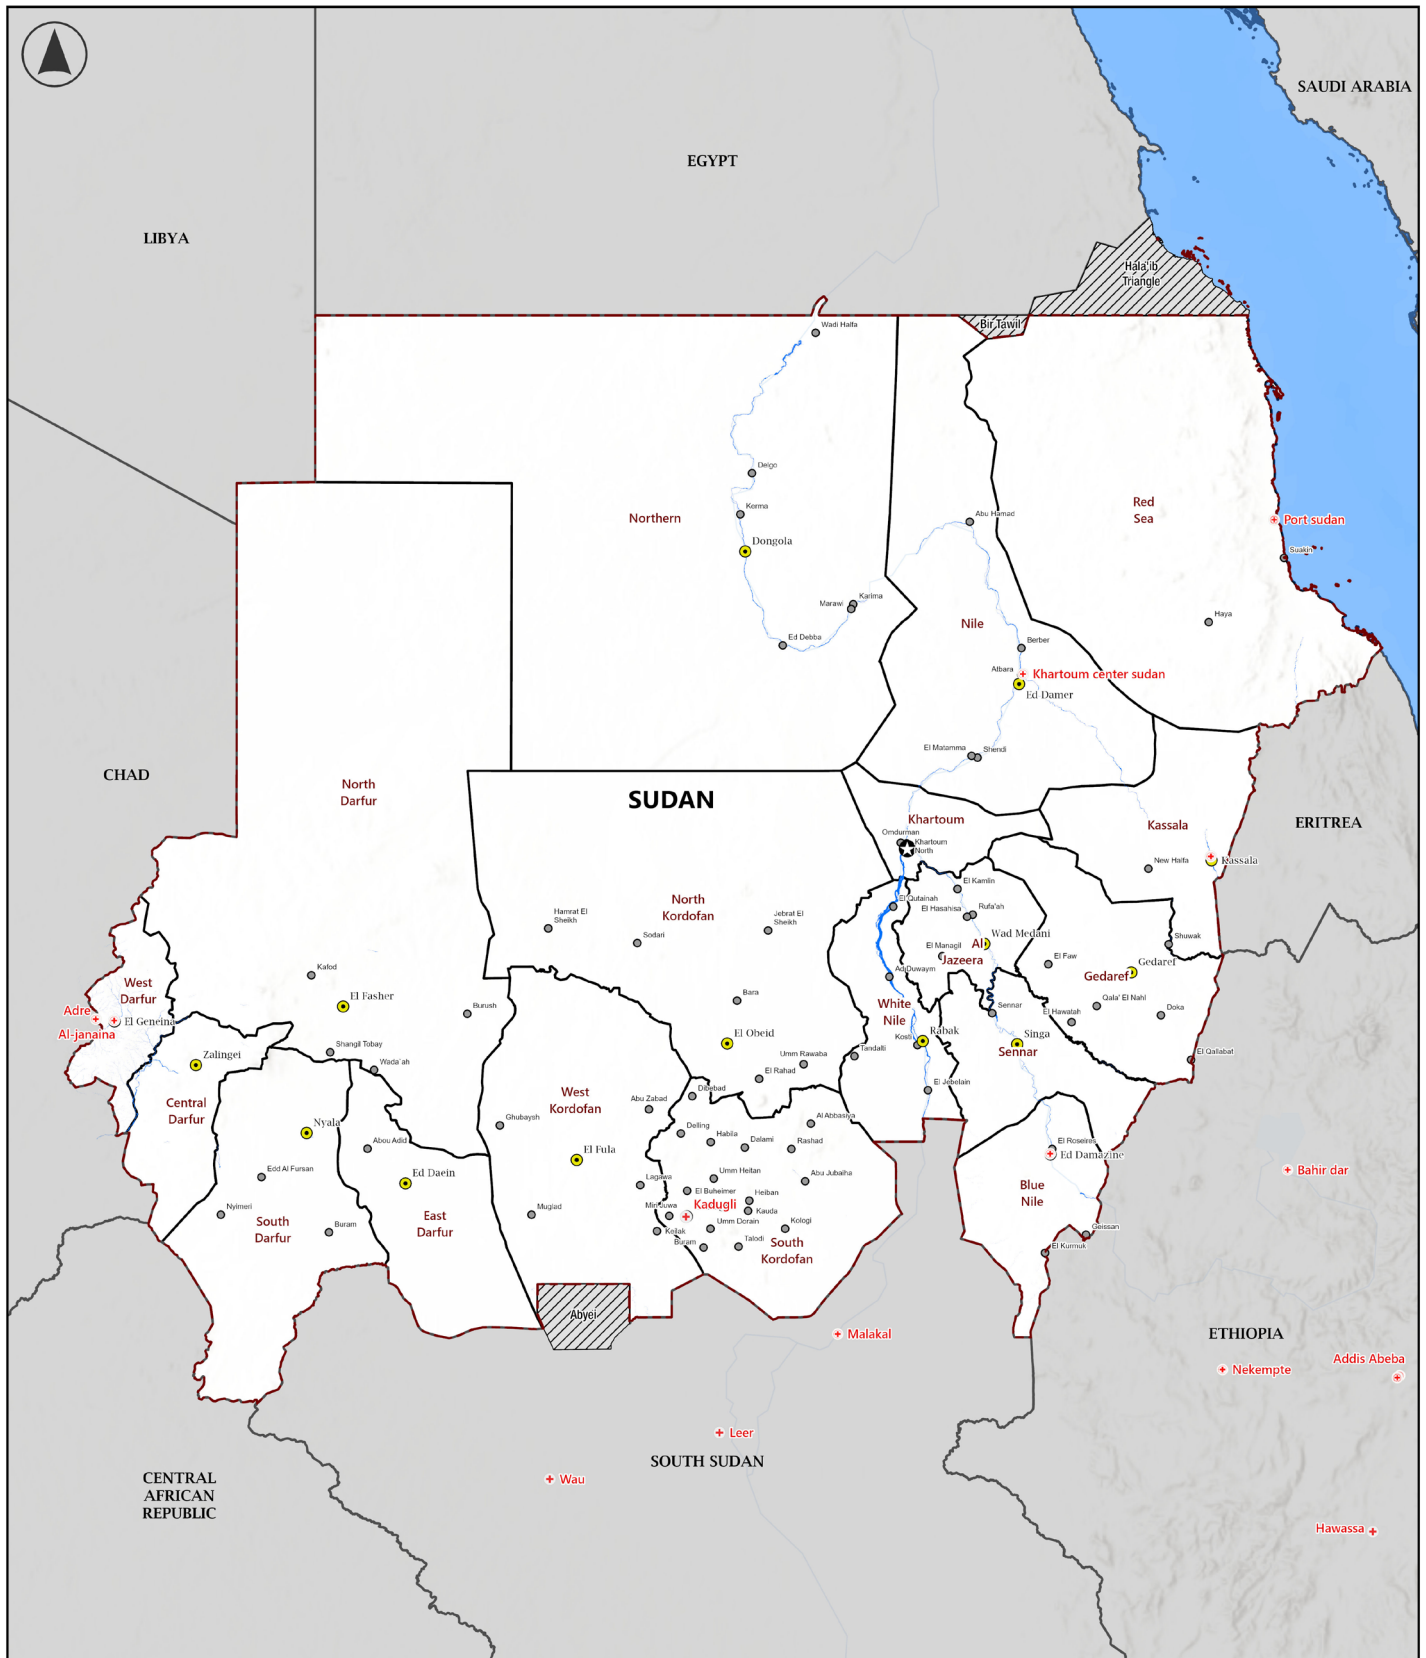 SAUDI ARABIA
EGYPT
LIBYA
Hala'ib
Triangle
Bir Tawil
Wadi Halfa
Delgo
Red
Sea
Kerma
Northern
Abu Hamad
Port sudan
Dongola
Suakin
Karima
Marawi
Haya
Nile
Ed Debba
Berber
Atbara
Khartoum center sudan
Ed Damer
El Matamma
Shendi
CHAD
North
Darfur
SUDAN
Khartoum
Kassala
ERITREA
Omdurman
Khartoum
North
New Halfa
Kassala
El Kamlin
North
Kordofan
Hamrat El
Sheikh
Jebrat El
Sheikh
El Qutainah
El Hasahisa
Rufa'ah
Sodari
Wad Medani
Shuwak
El Managil
Al
Jazeera
El Faw
Gedaref
Gedaref
Kafod
Ad Duwaym
West
Darfur
El Fasher
Bara
Burush
White
Nile
Sennar
Qala' El Nahl
El Hawatah
Doka
Adre
El Geneina
Al-janaina
El Obeid
Rabak
Singa
Kosti
Sennar
Shangil Tobay
Zalingei
Wada`ah
Umm Rawaba
Tandalti
El Rahad
El Qallabat
West
Kordofan
Dibebad
El Jebelain
Abu Zabad
Central
Darfur
Ghubaysh
Al Abbasiya
Nyala
Delling
Habila
Dalami
Rashad
Abou Adid
El Fula
El Roseires
Ed Damazine
Edd Al Fursan
Ed Daein
Lagawa
Umm Heitan
Abu Jubaiha
Bahir dar
El Buheimer
Heiban
Blue
Nile
Nyimeri
Muglad
Miri Juwa
Kadugli
Kauda
South
Darfur
East
Darfur
Buram
Keilak
Umm Dorain
Kologi
Geissan
Buram
Talodi
South
Kordofan
El Kurmuk
Abyei
Malakal
ETHIOPIA
Nekempte
Addis Abeba
Leer
SOUTH SUDAN
Wau
CENTRAL
AFRICAN
REPUBLIC
Hawassa